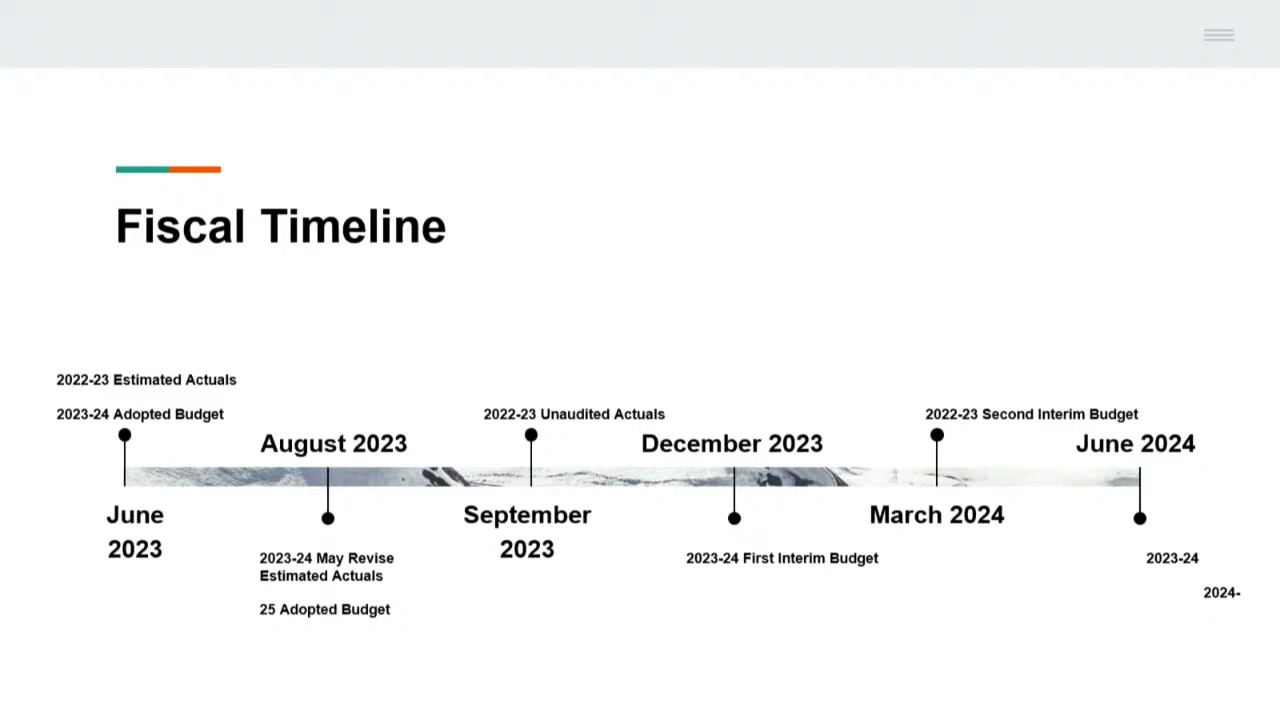 Fiscal Timeline
2022-23 Estimated Actuals
2023-24 Adopted Budget
June
2023
August 2023
2023-24 May Revise
Estimated Actuals
25 Adopted Budget
2022-23 Unaudited Actuals
September
2023
December 2023
2023-24 First Interim Budget
2022-23 Second Interim Budget
March 2024
June 2024
2023-24
2024-